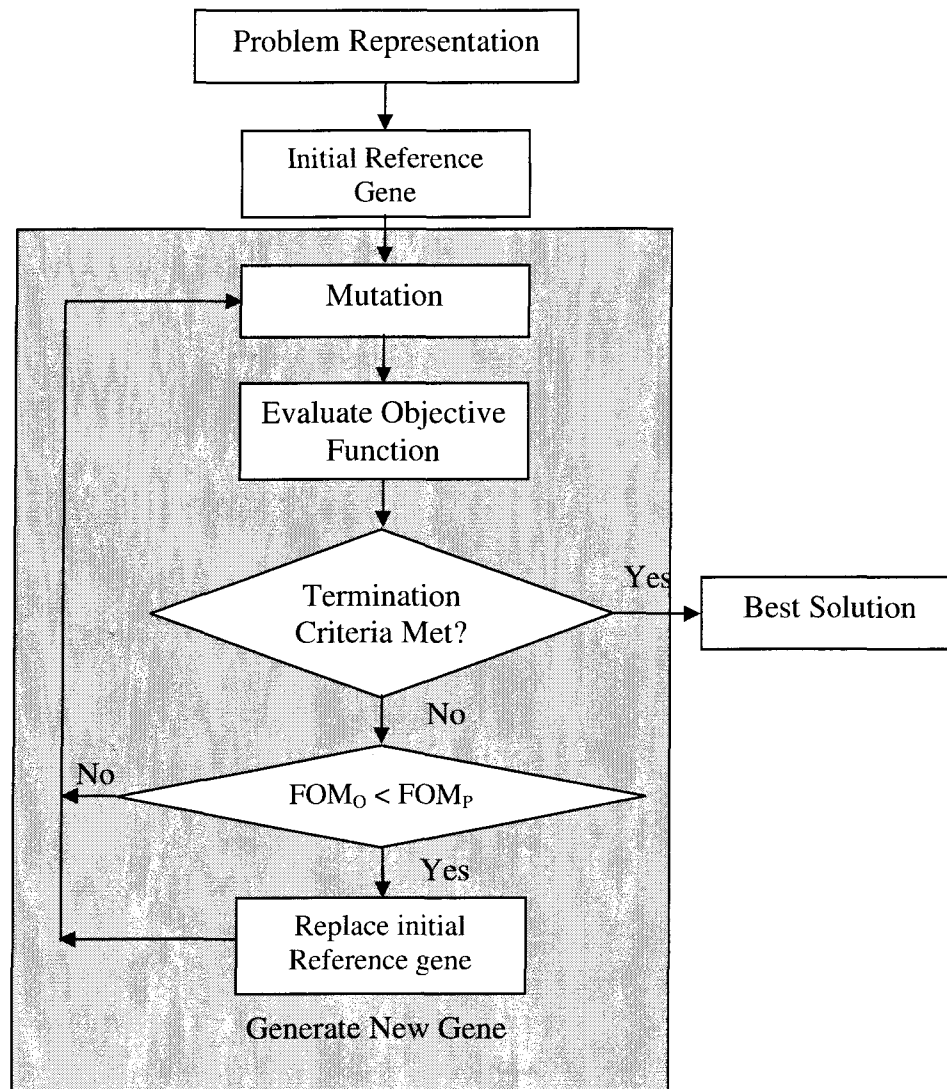 Problem Representation
Initial Reference
Gene
Mutation
Evaluate Objective
Function
Termination
Criteria Met?
Yes
Best Solution
No
FOMO < FOMP
No
Yes
Replace initial
Reference gene
Generate New Gene